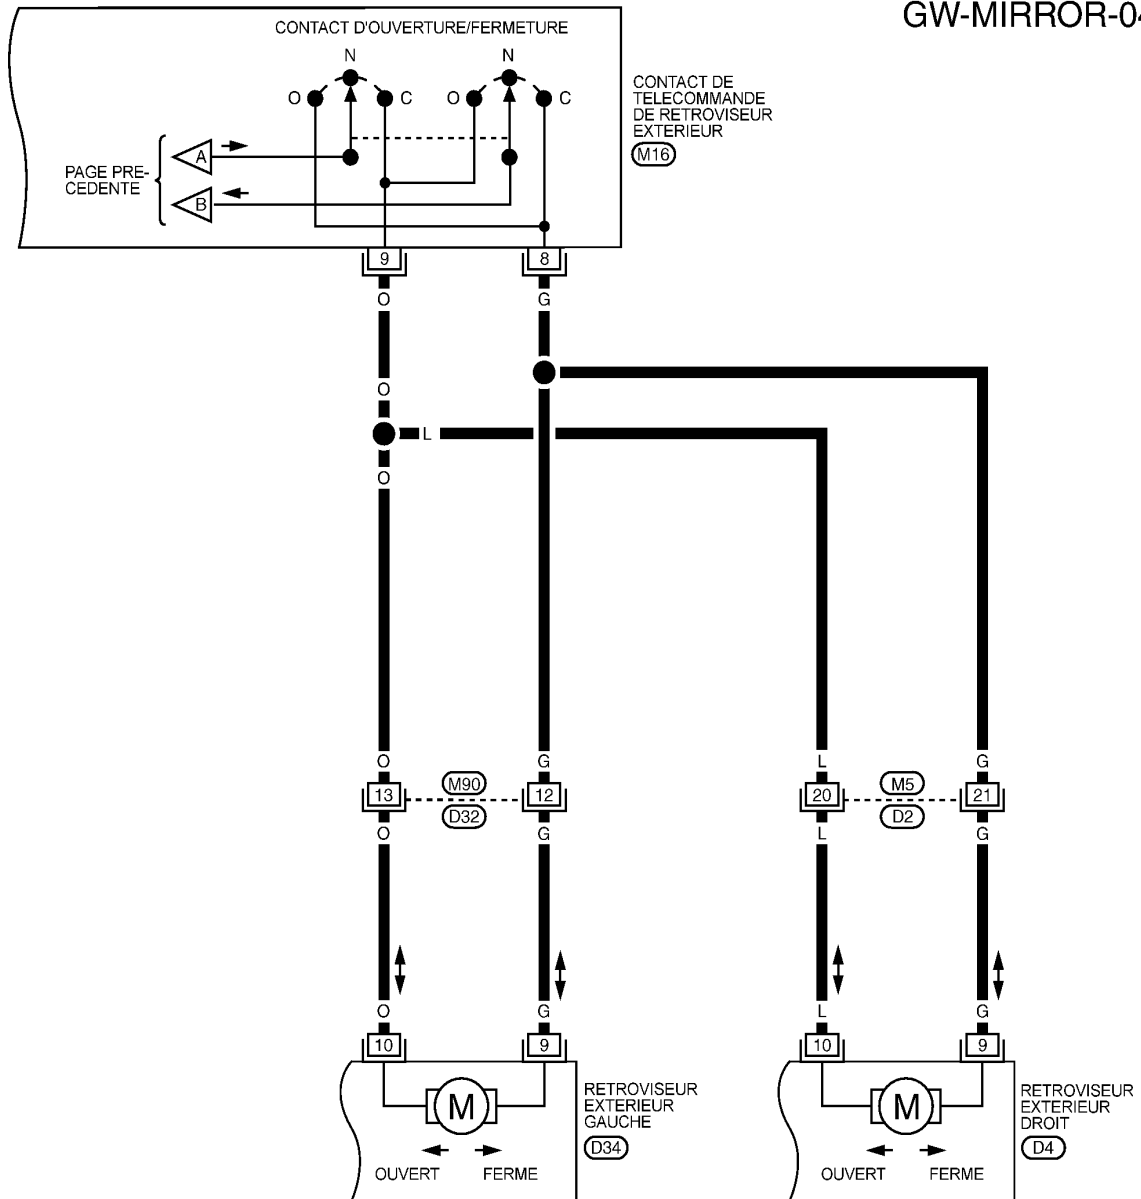 GW-MIRROR-04
CONTACT D'OUVERTURE/FERMETURE
N
N
O
C
O
C
CONTACT DE
TELECOMMANDE
DE RETROVISEUR
EXTERIEUR
M16
PAGE PRE-
CEDENTE
A
B
9
8
O
G
O
L
O
O
G
L
G
13
M90
12
20
M5
21
D32
D2
O
G
L
G
O
G
L
G
10
9
10
9
M
M
RETROVISEUR
EXTERIEUR
GAUCHE
D34
RETROVISEUR
EXTERIEUR
DROIT
D4
OUVERT
FERME
OUVERT
FERME